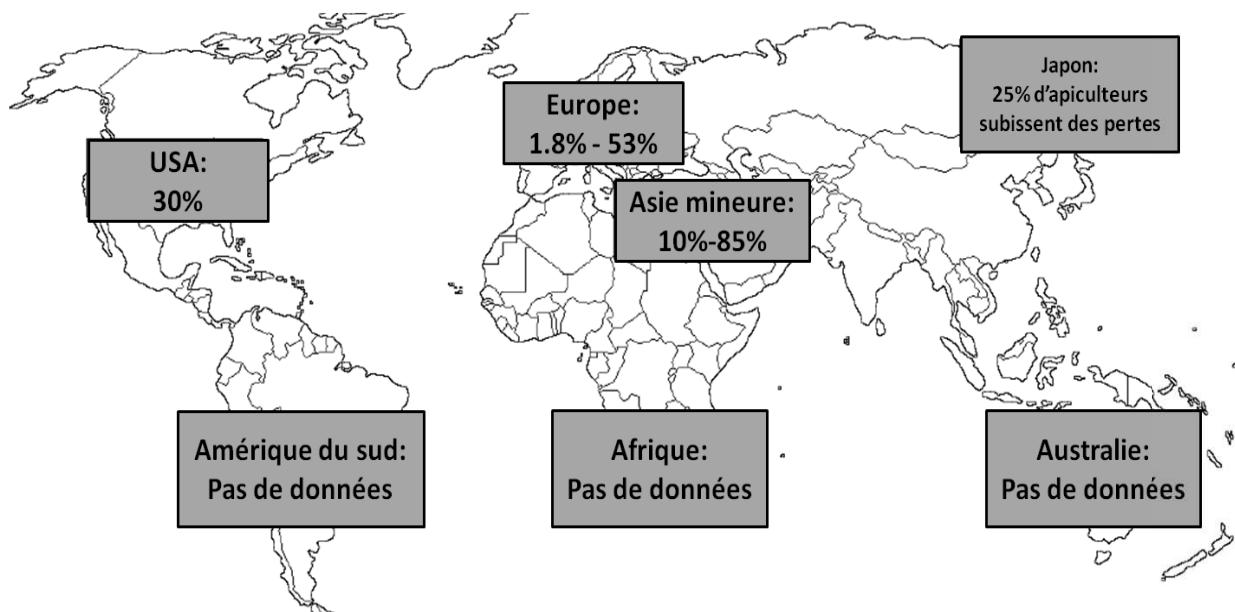 Japon:
25% d’apiculteurs
subissent des pertes
Europe:
1.8% - 53%
USA:
30%
Asie mineure:
10%-85%
Amérique du sud:
Pas de données
Afrique:
Pas de données
Australie:
Pas de données